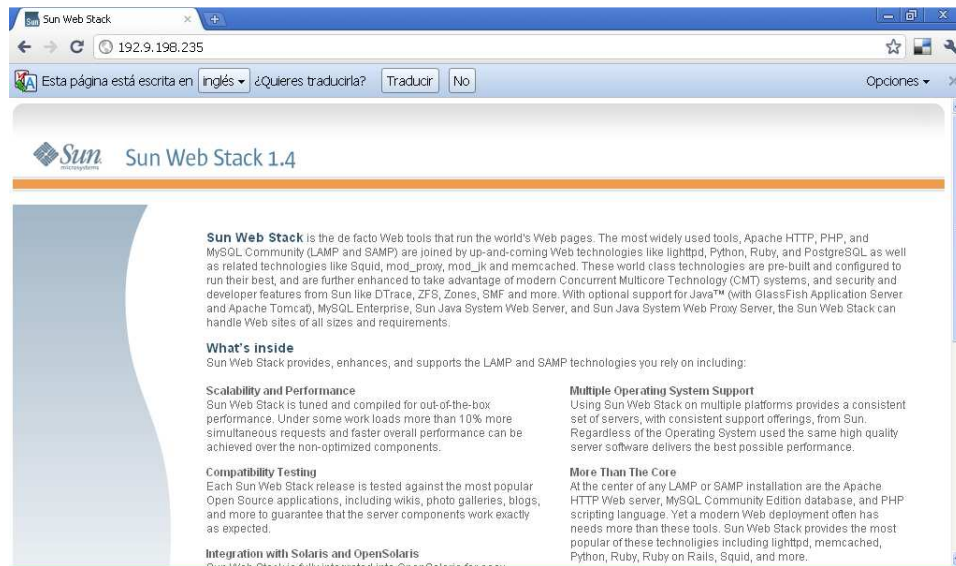 Sun Web Stack
192.9.198.235
Esta página está escrita en inglés ¿Quieres traducirla? Traducir No Opciones
Sun microsystems Sun Web Stack 1.4
Sun Web Stack is the de facto Web tools that run the world's Web pages. The most widely used tools, Apache HTTP, PHP, and
MySQL Community (LAMP and SAMP) are joined by up-and-coming Web technologies like lighttpd, Python, Ruby, and PostgreSQL as well
as related technologies like Squid, mod_proxy, mod_jk and memcached. These world class technologies are pre-built and configured to
run their best, and are further enhanced to take advantage of modern Concurrent Multicore Technology (CMT) systems, and security and
developer features from Sun like DTrace, ZFS, Zones, SMF and more. With optional support for Java™ (with GlassFish Application Server
and Apache Tomcat), MySQL Enterprise, Sun Java System Web Server, and Sun Java System Web Proxy Server, the Sun Web Stack can
handle Web sites of all sizes and requirements.
What's inside
Sun Web Stack provides, enhances, and supports the LAMP and SAMP technologies you rely on including:
Scalability and Performance
Sun Web Stack is tuned and compiled for out-of-the-box
performance. Under some work loads more than 10% more
simultaneous requests and faster overall performance can be
achieved over the non-optimized components.
Compatibility Testing
Each Sun Web Stack release is tested against the most popular
Open Source applications, including wikis, photo galleries, blogs,
and more to guarantee that the server components work exactly
as expected.
Integration with Solaris and OpenSolaris
Sun Web Stack is fully integrated into OpenSolaris for easy
Multiple Operating System Support
Using Sun Web Stack on multiple platforms provides a consistent
set of servers, with consistent support offerings, from Sun.
Regardless of the Operating System used the same high quality
server software delivers the best possible performance.
More Than The Core
At the center of any LAMP or SAMP installation are the Apache
HTTP Web server, MySQL Community Edition database, and PHP
scripting language. Yet a modern Web deployment often has
needs more than these tools. Sun Web Stack provides the most
popular of these technoligies including lighttpd, memcached,
Python, Ruby, Ruby on Rails, Squid, and more.